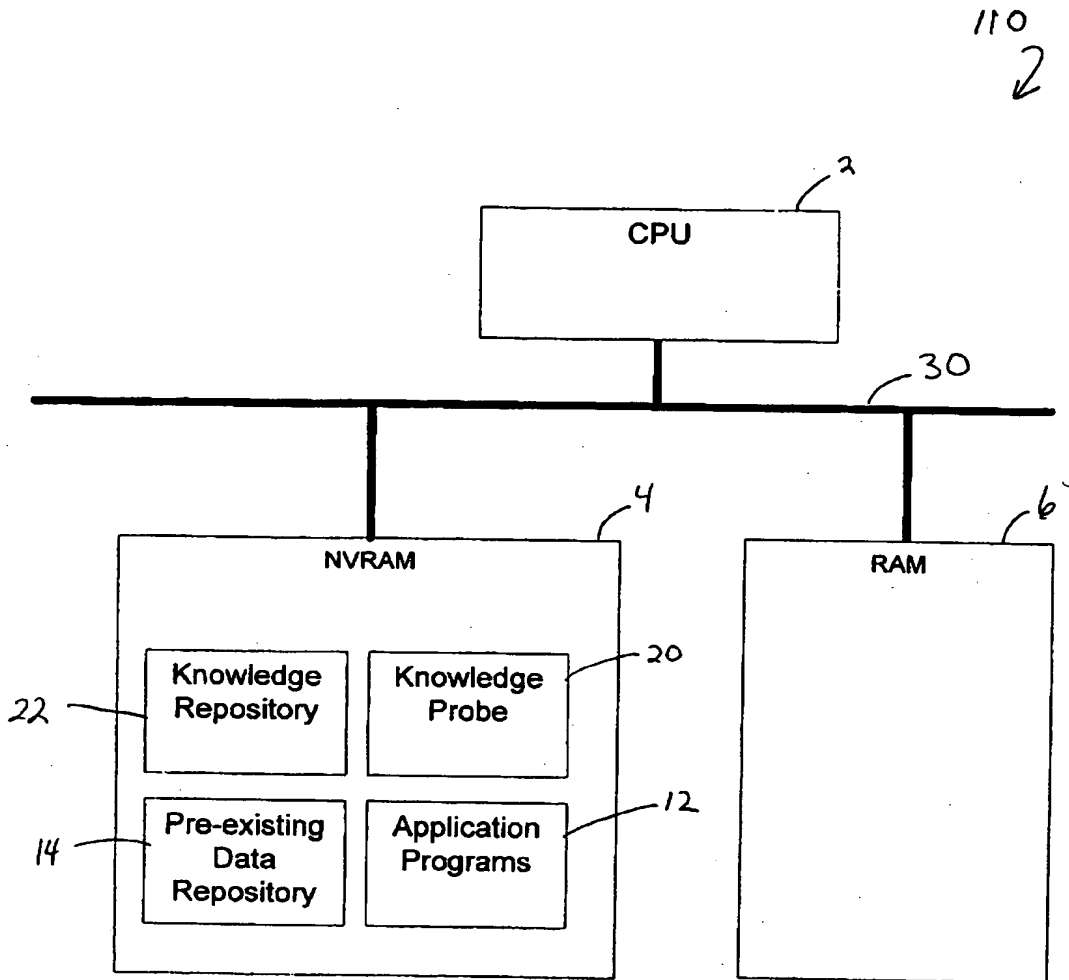 110
2
CPU
30
4
6
NVRAM
RAM
Knowledge
Repository
Knowledge
Probe
20
22
Pre-existing
Data
Repository
Application
Programs
12
14